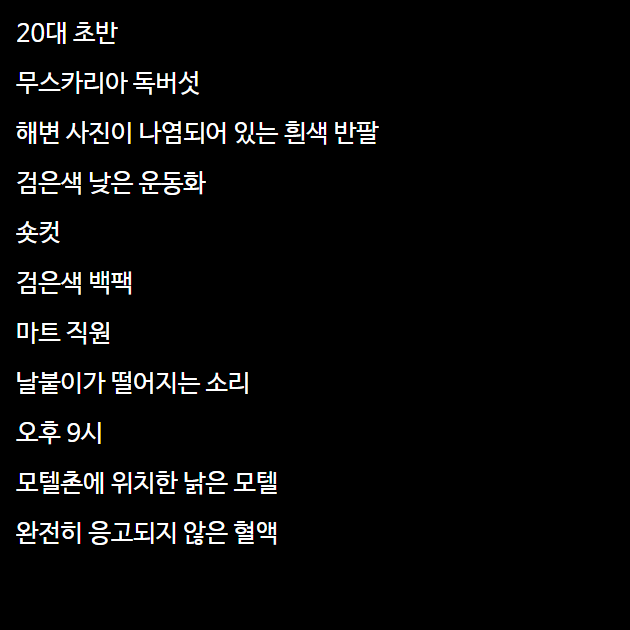 20대 초반
무스카리아 독버섯
해변 사진이 나염되어 있는 흰색 반팔
검은색 낮은 운동화
숏컷
검은색 백팩
마트 직원
날붙이가 떨어지는 소리
오후 9시
모텔촌에 위치한 낡은 모텔
완전히 응고되지 않은 혈액